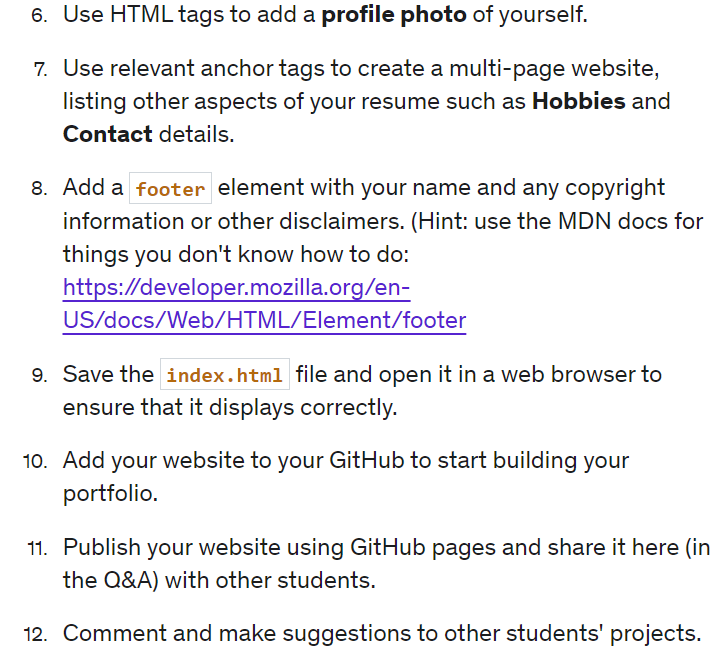 6. Use HTML tags to add a profile photo of yourself.
7. Use relevant anchor tags to create a multi-page website,
listing other aspects of your resume such as Hobbies and
Contact details.
8. Add a footer element with your name and any copyright
information or other disclaimers. (Hint: use the MDN docs for
things you don't know how to do:
https://developer.mozilla.org/en-
US/docs/Web/HTML/Element/footer
9. Save the index.html file and open it in a web browser to
ensure that it displays correctly.
10. Add your website to your GitHub to start building your
portfolio.
11. Publish your website using GitHub pages and share it here (in
the Q&A) with other students.
12. Comment and make suggestions to other students' projects.